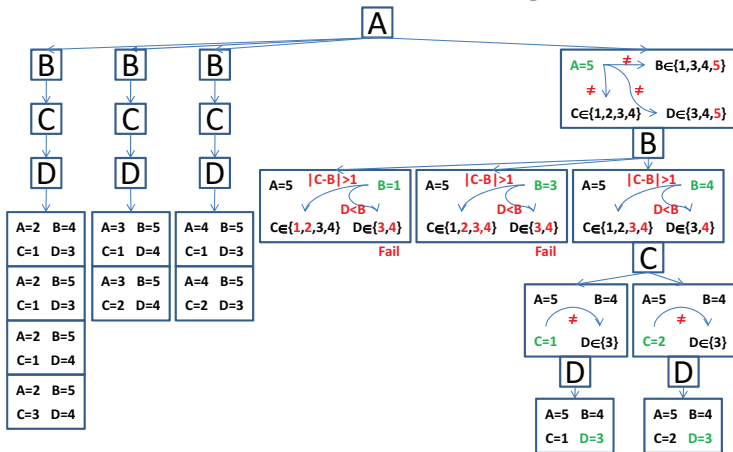 A
B B B
A=5 ≠ B∈{1,3,4,5}
≠ ≠
C∈{1,2,3,4} D∈{3,4,5}
C C C
B
D D D
A=5 |C-B|>1 B=1
D<B
C∈{1,2,3,4} D∈{3,4}
Fail
A=5 |C-B|>1 B=3
D<B
C∈{1,2,3,4} D∈{3,4}
Fail
A=5 |C-B|>1 B=4
D<B
C∈{1,2,3,4} D∈{3,4}
A=2 B=4
C=1 D=3
A=2 B=5
C=1 D=3
A=2 B=5
C=1 D=4
A=2 B=5
C=3 D=4
A=3 B=5
C=1 D=4
A=3 B=5
C=2 D=4
A=4 B=5
C=1 D=3
A=4 B=5
C=2 D=3
C
A=5 B=4
≠
C=1 D∈{3}
A=5 B=4
≠
C=2 D∈{3}
D D
A=5 B=4
C=1 D=3
A=5 B=4
C=2 D=3